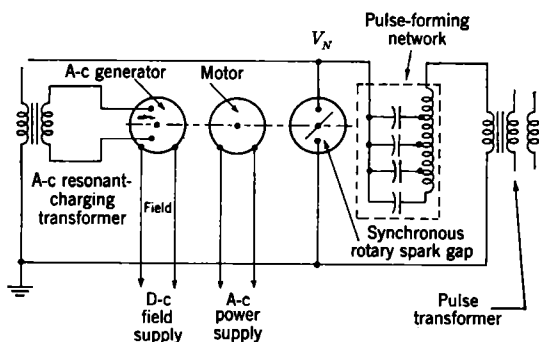 Pulse-forming
network
V_N
A-c generator
Motor
A-c resonant-
charging
transformer
Field
Synchronous
rotary spark gap
D-c
field
supply
A-c
power
supply
Pulse
transformer